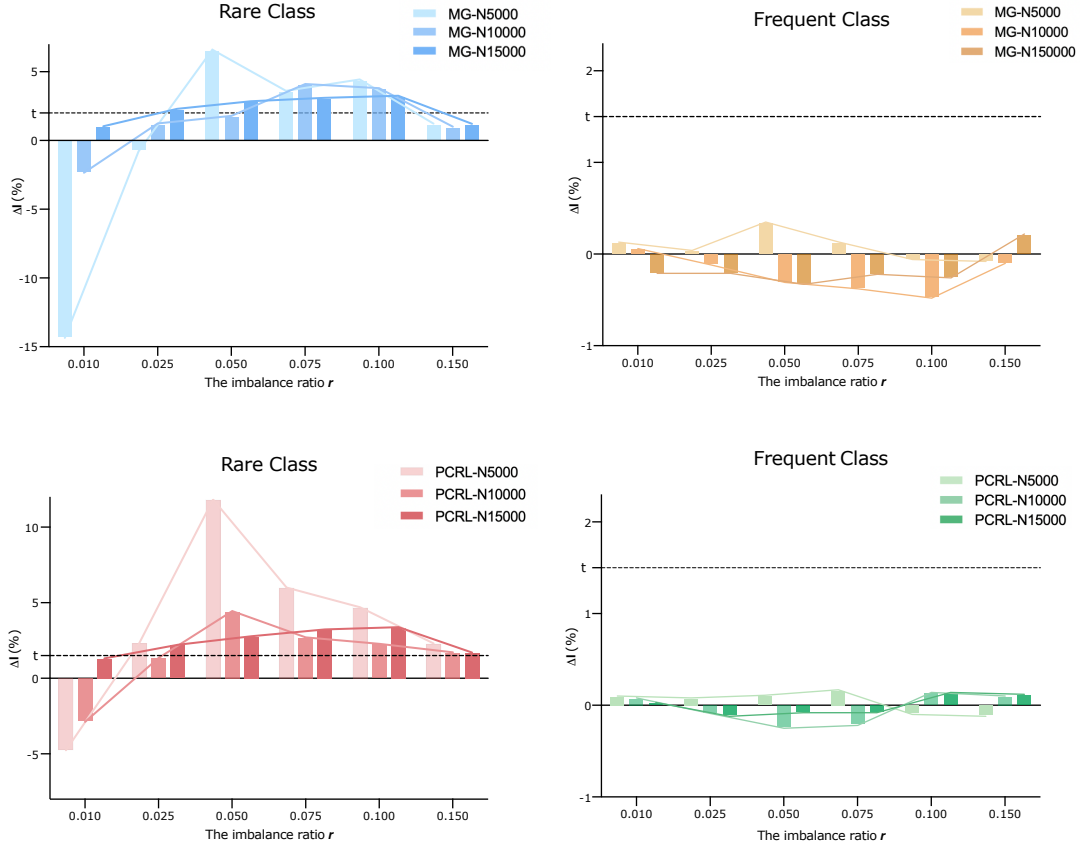 Rare Class
MG-N5000
MG-N10000
MG-N15000
5
t
0
-5
-10
-15
ΔI (%)
0.010 0.025 0.050 0.075 0.100 0.150
The imbalance ratio r
Frequent Class
MG-N5000
MG-N10000
MG-N150000
2
t
1
0
-1
ΔI (%)
0.010 0.025 0.050 0.075 0.100 0.150
The imbalance ratio r
Rare Class
PCRL-N5000
PCRL-N10000
PCRL-N15000
10
5
t
0
-5
ΔI (%)
0.010 0.025 0.050 0.075 0.100 0.150
The imbalance ratio r
Frequent Class
PCRL-N5000
PCRL-N10000
PCRL-N15000
2
t
1
0
-1
ΔI (%)
0.010 0.025 0.050 0.075 0.100 0.150
The imbalance ratio r